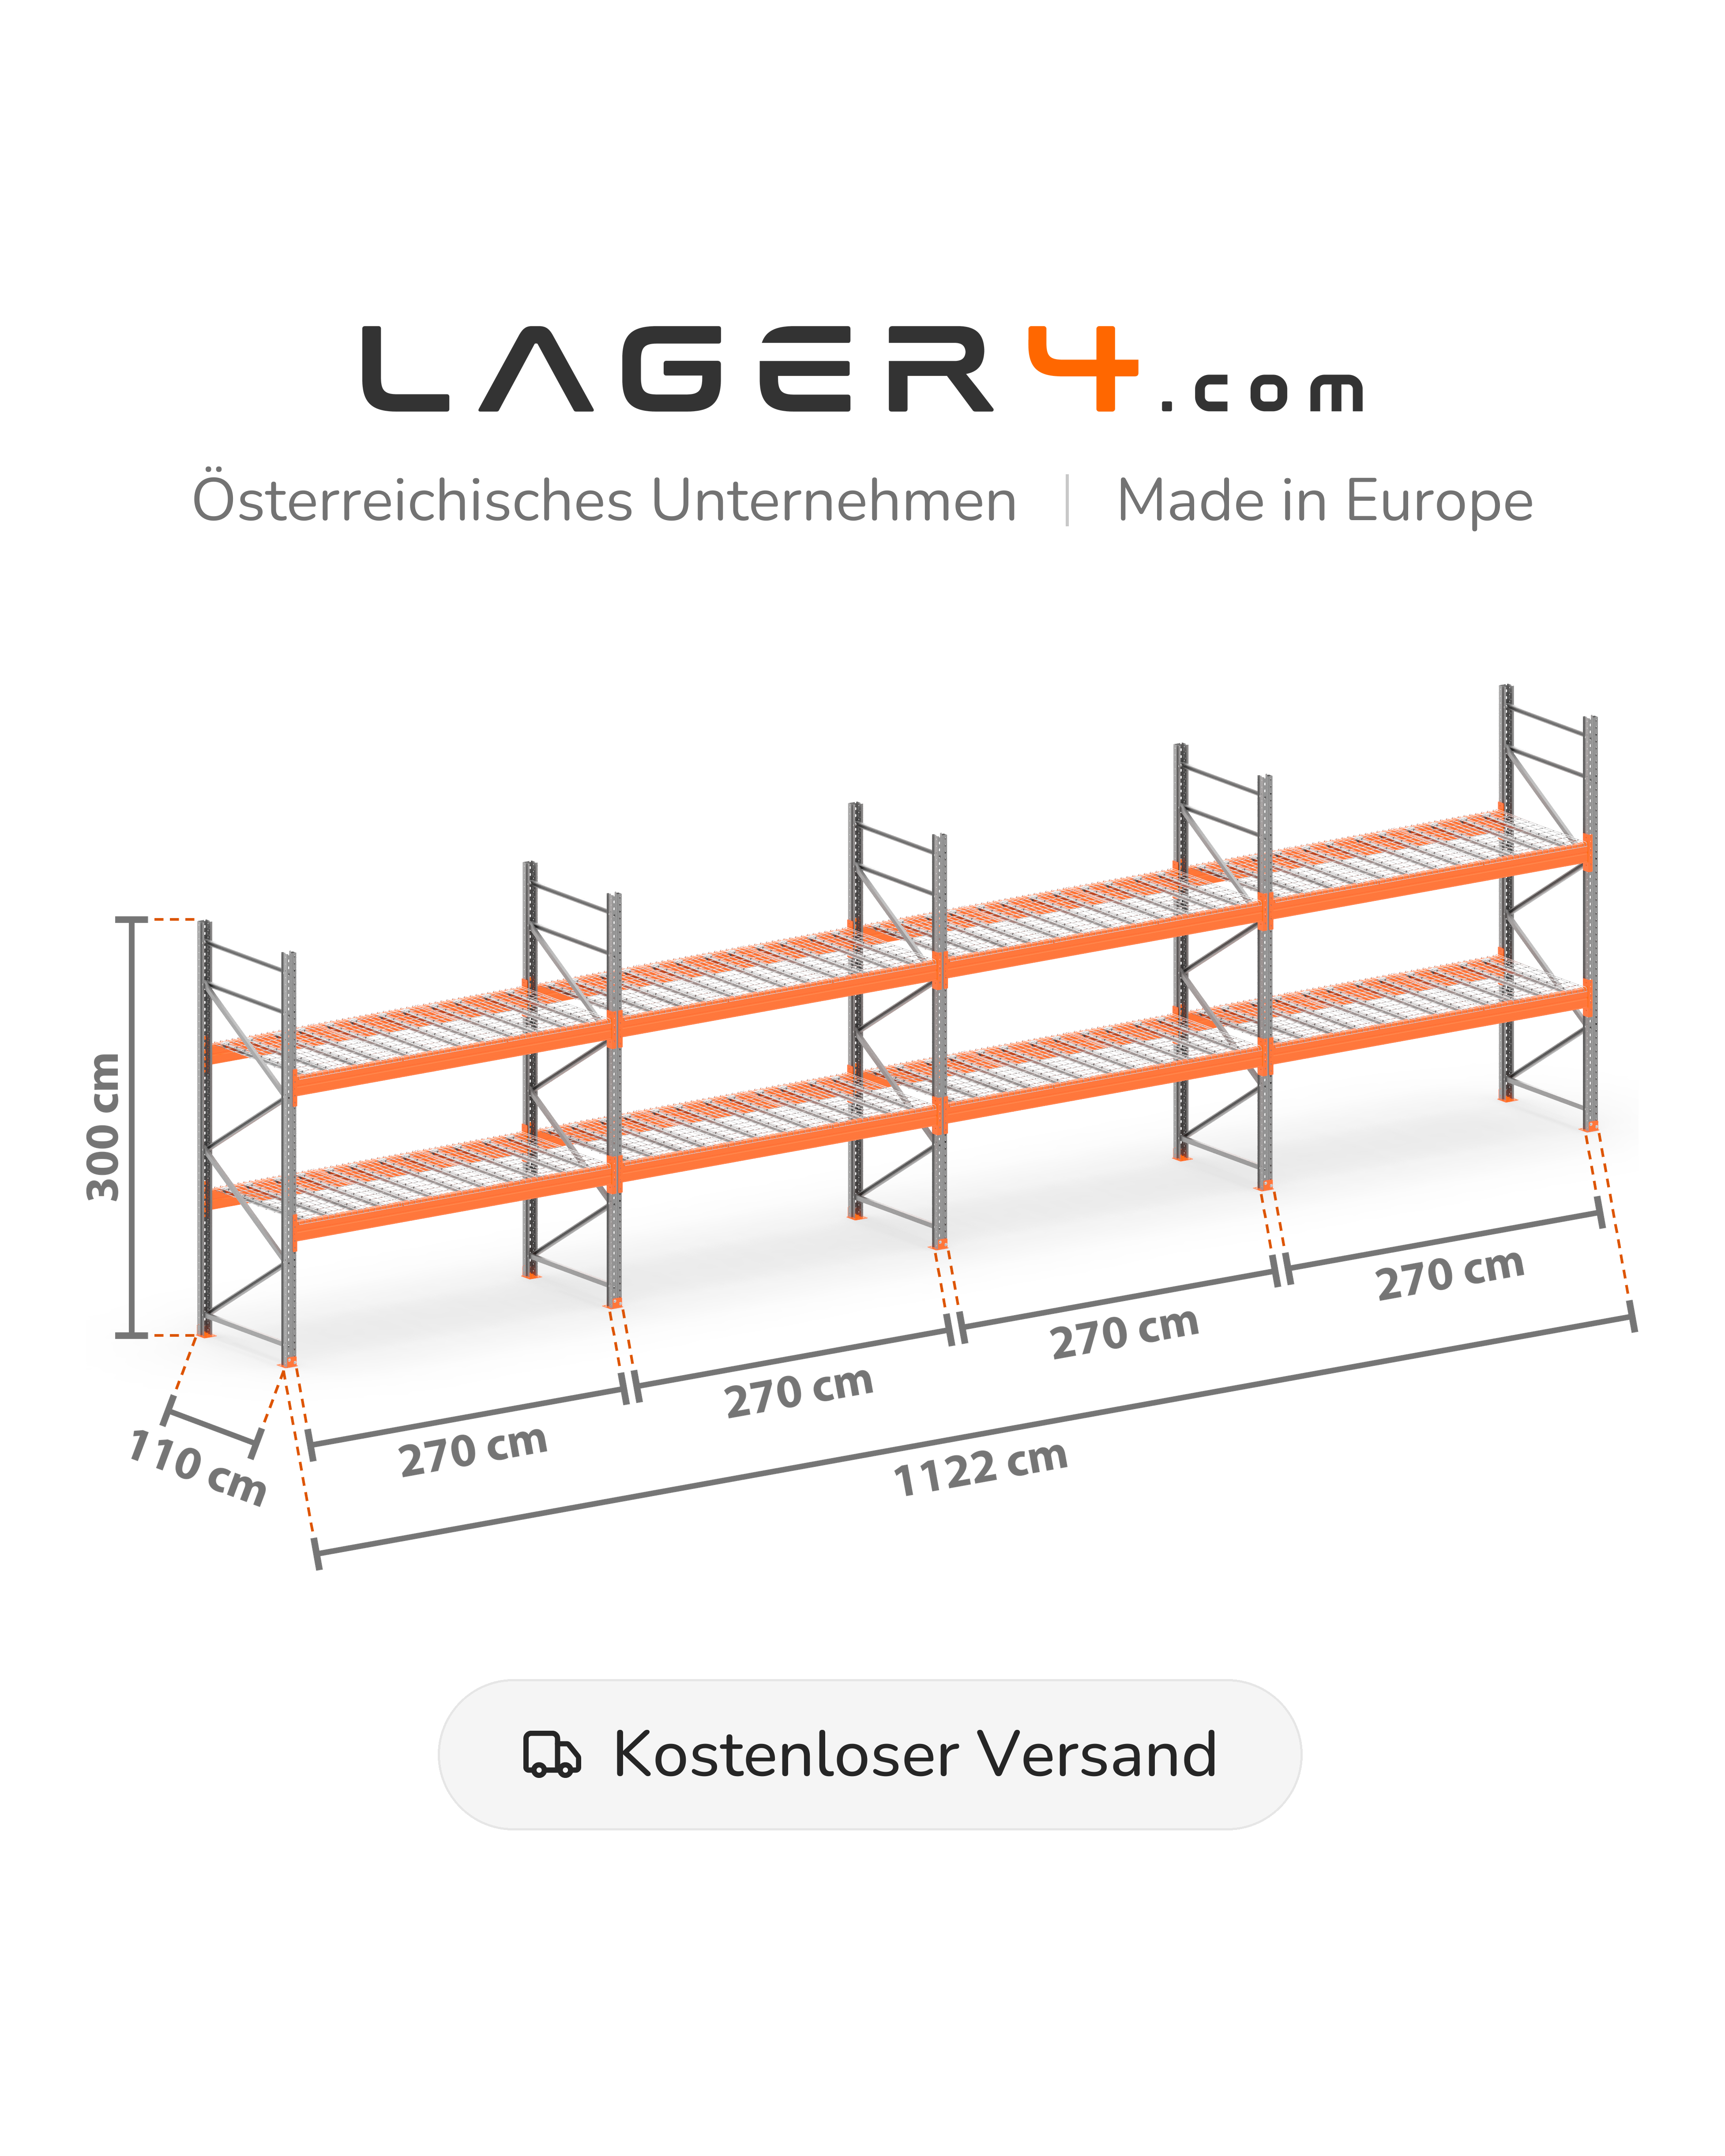 LAGER4.com
Österreichisches Unternehmen | Made in Europe
300 cm
110 cm
270 cm
270 cm
270 cm
270 cm
1122 cm
Kostenloser Versand